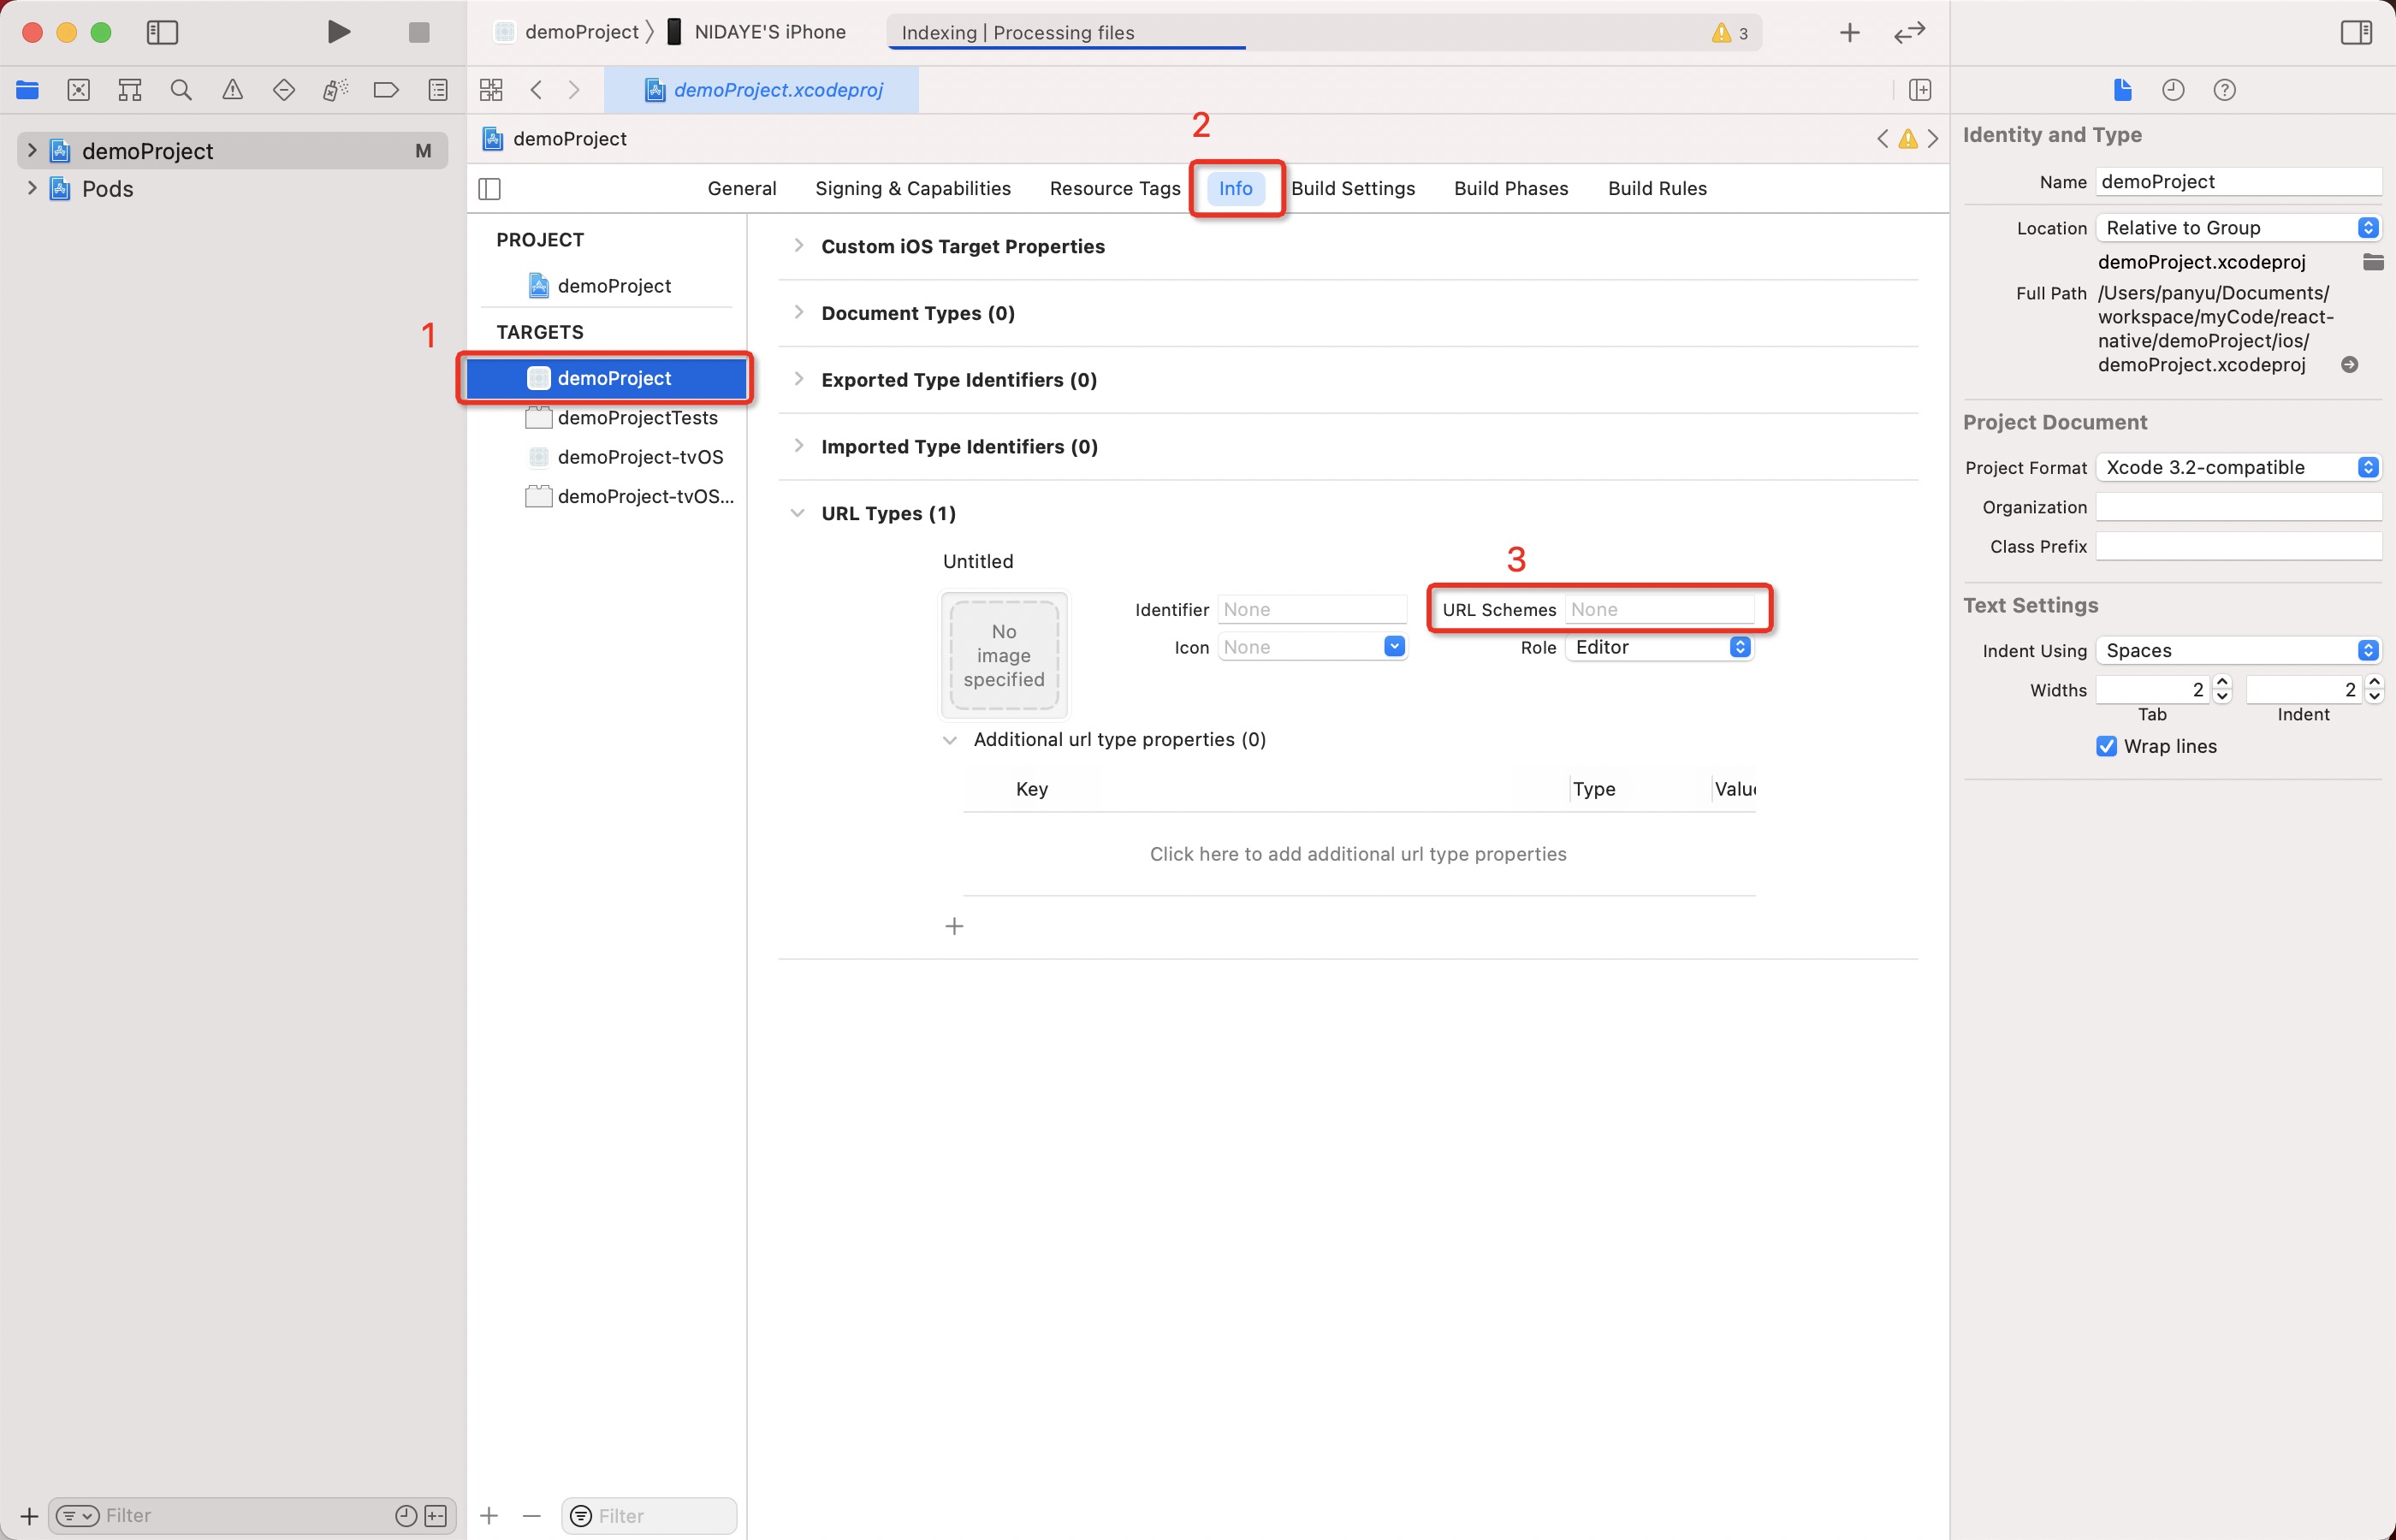 demoProject 〉 NIDAYE'S iPhone
Indexing | Processing files
3
demoProject.xcodeproj
demoProject M
Pods
demoProject
2
General Signing & Capabilities Resource Tags Info Build Settings Build Phases Build Rules
PROJECT
demoProject
1
TARGETS
demoProject
demoProjectTests
demoProject-tvOS
demoProject-tvOS...
Custom iOS Target Properties
Document Types (0)
Exported Type Identifiers (0)
Imported Type Identifiers (0)
URL Types (1)
Untitled
3
No
image
specified
Identifier None
URL Schemes None
Icon None
Role Editor
Additional url type properties (0)
Key Type Value
Click here to add additional url type properties
Filter
Filter
Identity and Type
Name demoProject
Location Relative to Group
demoProject.xcodeproj
Full Path /Users/panyu/Documents/
workspace/myCode/react-
native/demoProject/ios/
demoProject.xcodeproj
Project Document
Project Format Xcode 3.2-compatible
Organization
Class Prefix
Text Settings
Indent Using Spaces
Widths 2 2
Tab Indent
Wrap lines